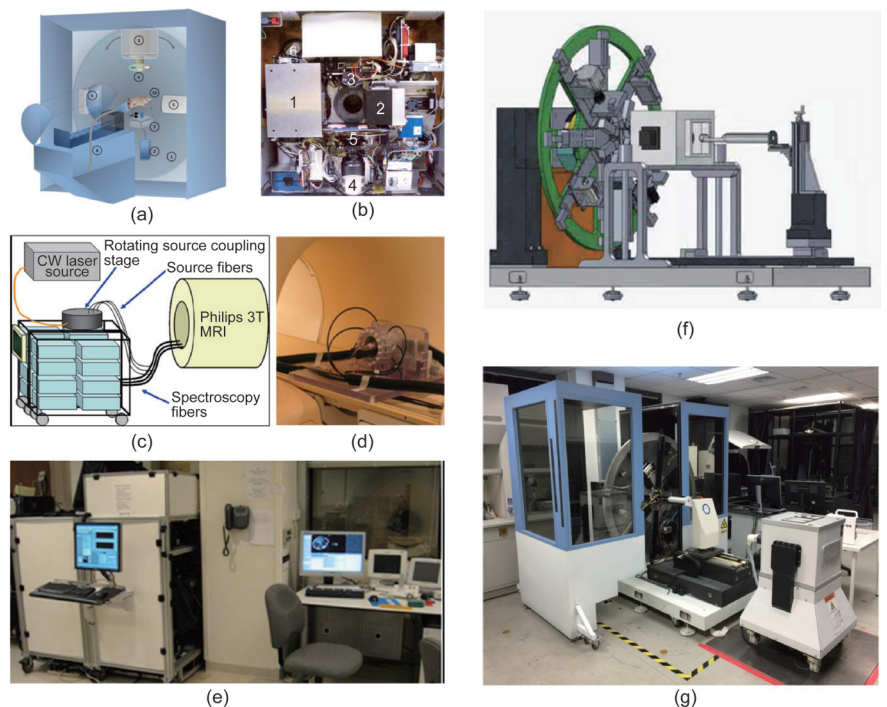 (a)
1
2
3
4
5
(b)
CW laser
source
Rotating source coupling
stage
Source fibers
Philips 3T
MRI
Spectroscopy
fibers
(c)
(d)
(e)
(f)
(g)